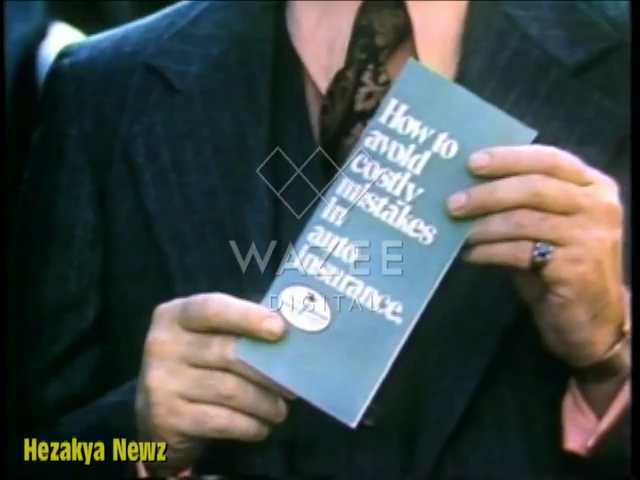 How to
avoid
costly
mistakes
in
auto
insurance.
WAZEE
DIGITAL
Hezakya Newz